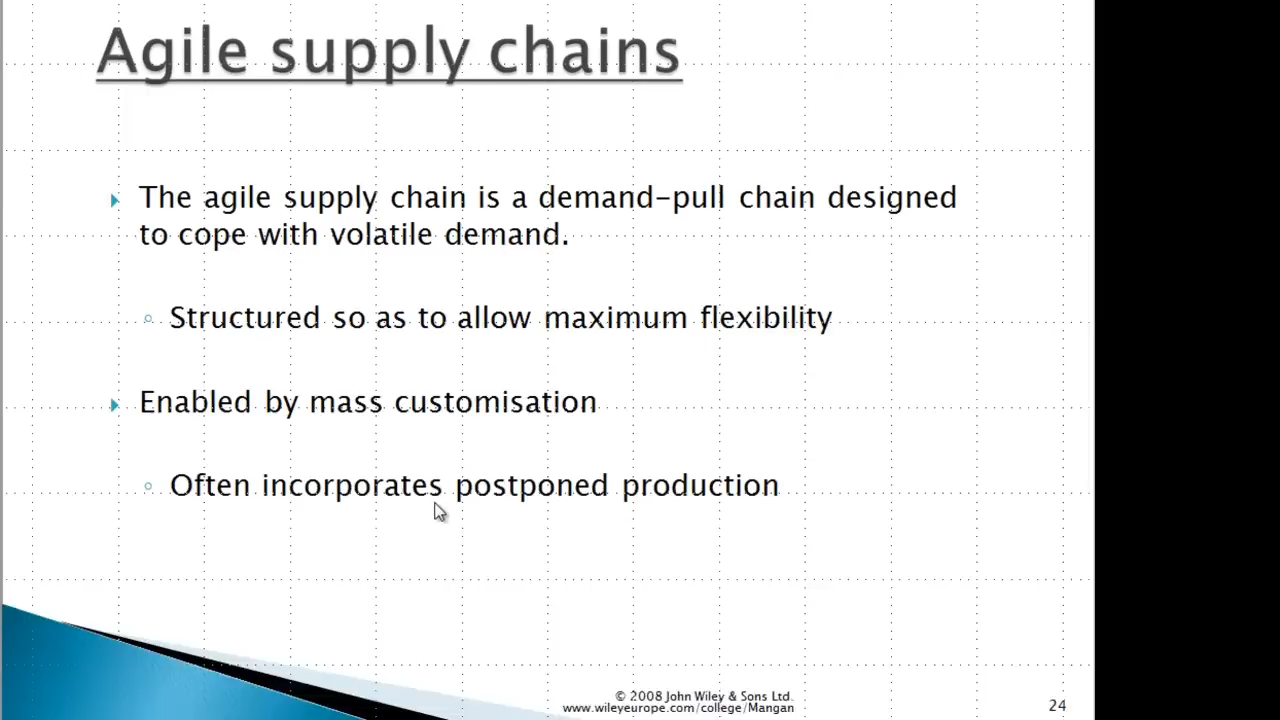 Agile supply chains
The agile supply chain is a demand-pull chain designed
to cope with volatile demand.
Structured so as to allow maximum flexibility
Enabled by mass customisation
Often incorporates postponed production
© 2008 John Wiley & Sons Ltd.
www.wileyeurope.com/college/Mangan
24